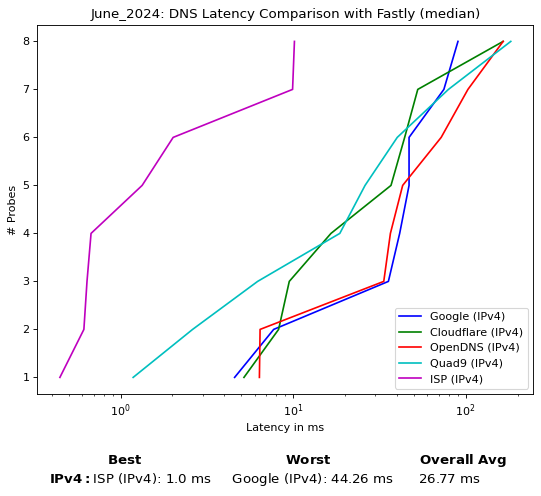 June_2024: DNS Latency Comparison with Fastly (median)
8
7
6
5
4
3
2
1
# Probes
Google (IPv4)
Cloudflare (IPv4)
OpenDNS (IPv4)
Quad9 (IPv4)
ISP (IPv4)
10⁰ 10¹ 10²
Latency in ms
Best Worst Overall Avg
IPv4: ISP (IPv4): 1.0 ms Google (IPv4): 44.26 ms 26.77 ms